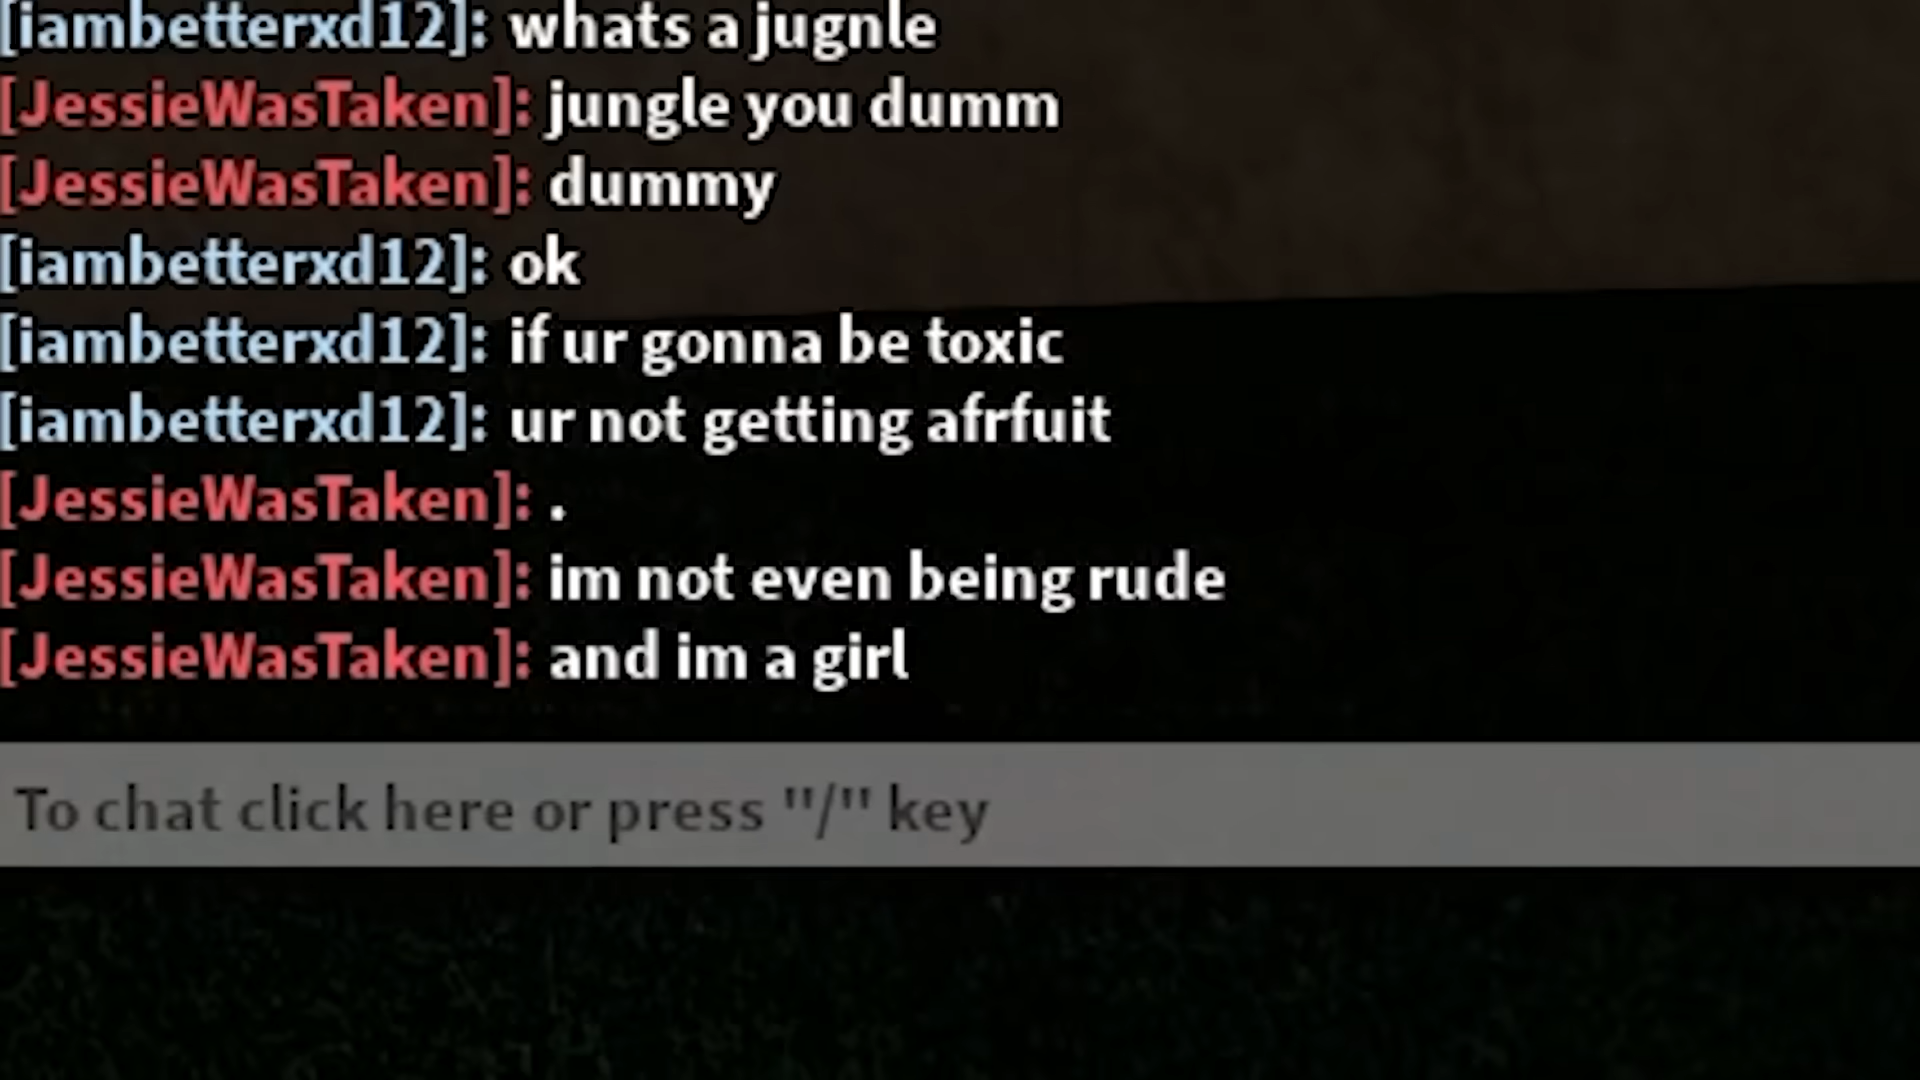 [iambetterxd12]: whats a jugnle
[JessieWasTaken]: jungle you dumm
[JessieWasTaken]: dummy
[iambetterxd12]: ok
[iambetterxd12]: if ur gonna be toxic
[iambetterxd12]: ur not getting afrfuit
[JessieWasTaken]: .
[JessieWasTaken]: im not even being rude
[JessieWasTaken]: and im a girl
To chat click here or press "/" key